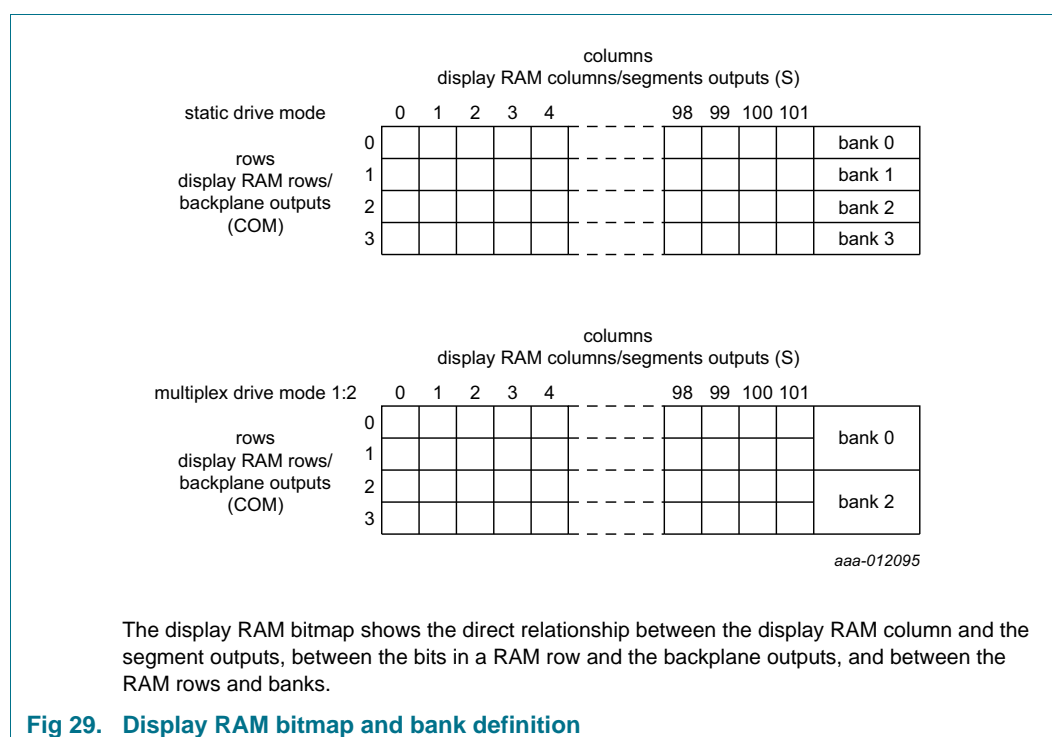 columns
display RAM columns/segments outputs (S)
static drive mode 0 1 2 3 4 98 99 100 101
0 bank 0
rows
display RAM rows/
backplane outputs
(COM)
1 bank 1
2 bank 2
3 bank 3
columns
display RAM columns/segments outputs (S)
multiplex drive mode 1:2 0 1 2 3 4 98 99 100 101
0
rows
display RAM rows/
backplane outputs
(COM)
1
bank 0
2
3
bank 2
aaa-012095
The display RAM bitmap shows the direct relationship between the display RAM column and the
segment outputs, between the bits in a RAM row and the backplane outputs, and between the
RAM rows and banks.
Fig 29. Display RAM bitmap and bank definition